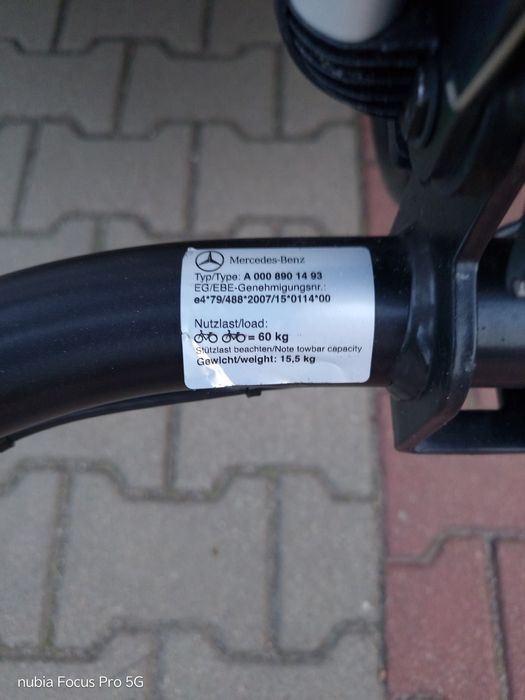 Mercedes-Benz
Typ/Type: A 000 890 14 93
EG/EBE-Genehmigungsnr.:
e4*79/488*2007/15*0114*00
Nutzlast/load:
= 60 kg
Stützlast beachten/Note towbar capacity
Gewicht/weight: 15,5 kg
nubia Focus Pro 5G